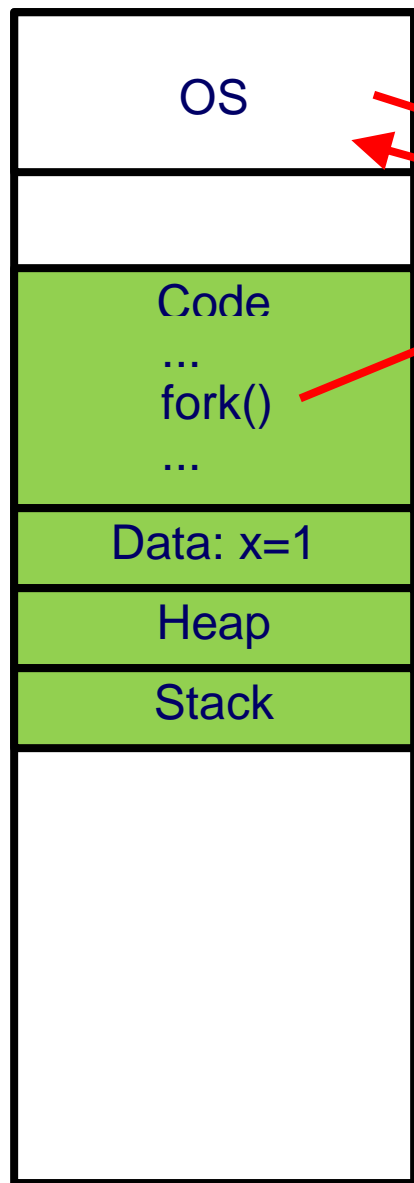 OS
Code
...
fork()
...
Data: x=1
Heap
Stack